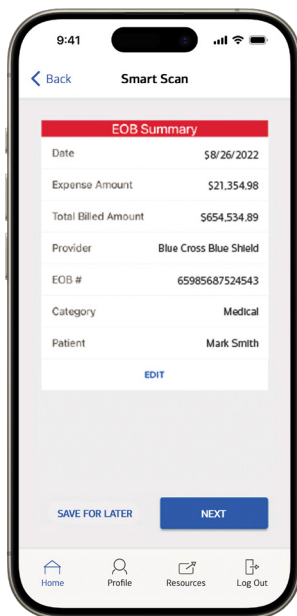 9:41
Back Smart Scan
EOB Summary
Date $8/26/2022
Expense Amount $21,354.98
Total Billed Amount $654,534.89
Provider Blue Cross Blue Shield
EOB # 65985687524543
Category Medical
Patient Mark Smith
EDIT
SAVE FOR LATER NEXT
Home Profile Resources Log Out